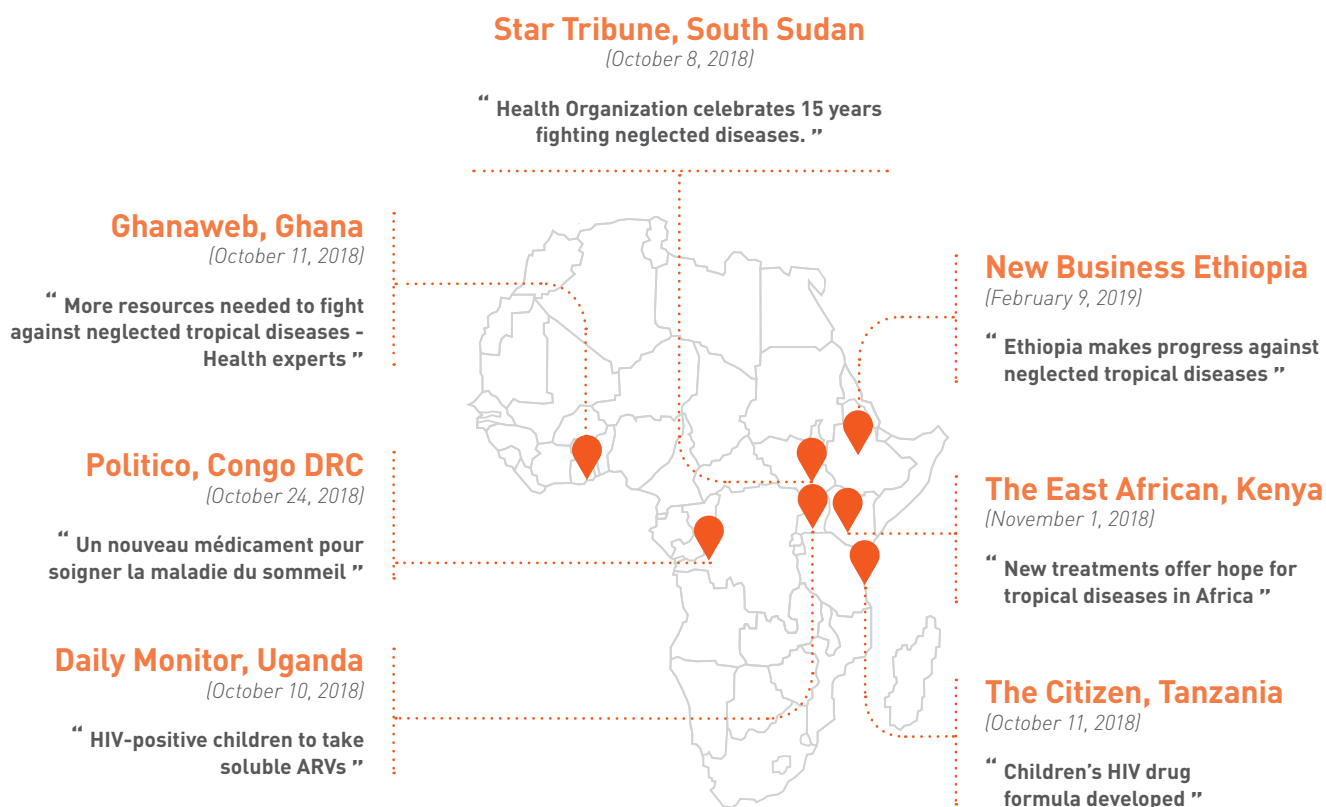 Star Tribune, South Sudan
(October 8, 2018)
“ Health Organization celebrates 15 years
fighting neglected diseases. ”
Ghanaweb, Ghana
(October 11, 2018)
“ More resources needed to fight
against neglected tropical diseases -
Health experts ”
New Business Ethiopia
(February 9, 2019)
“ Ethiopia makes progress against
neglected tropical diseases ”
Politico, Congo DRC
(October 24, 2018)
“ Un nouveau médicament pour
soigner la maladie du sommeil ”
The East African, Kenya
(November 1, 2018)
“ New treatments offer hope for
tropical diseases in Africa ”
Daily Monitor, Uganda
(October 10, 2018)
“ HIV-positive children to take
soluble ARVs ”
The Citizen, Tanzania
(October 11, 2018)
“ Children’s HIV drug
formula developed ”